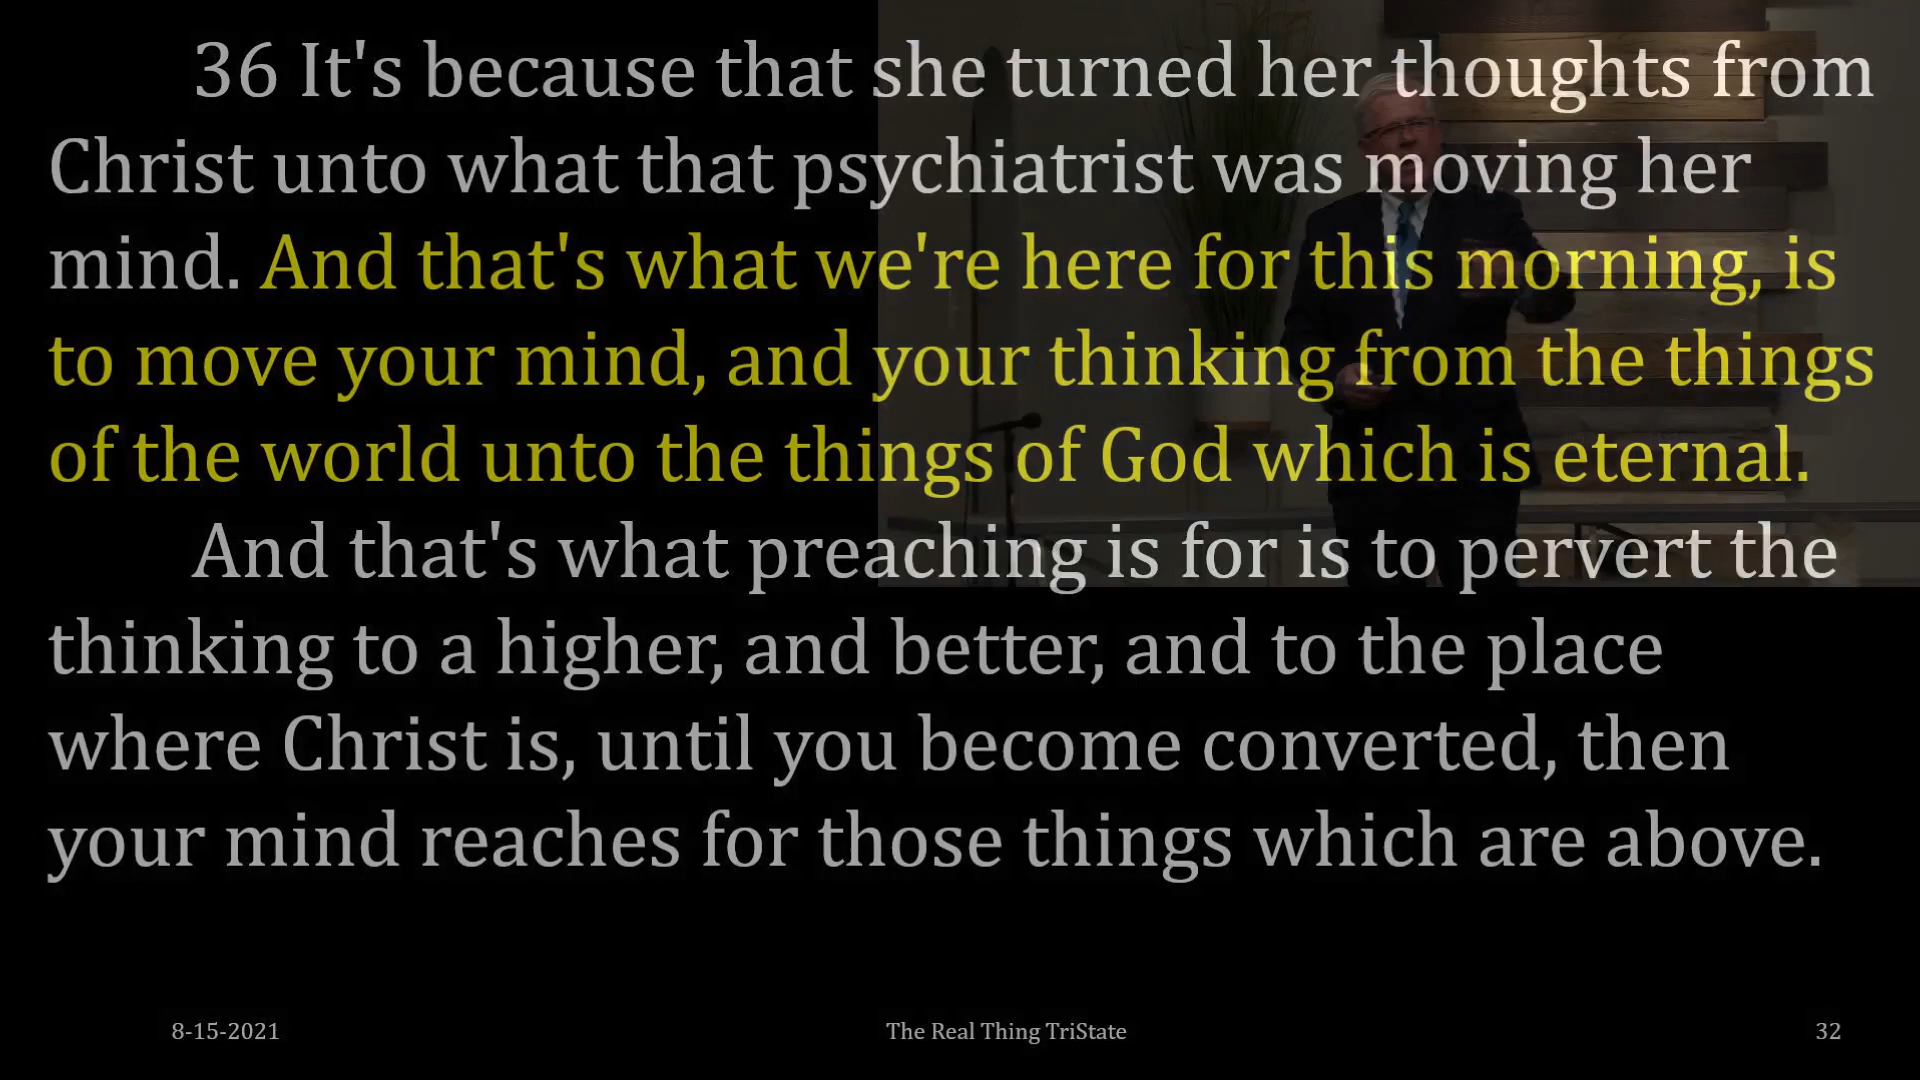 36 It's because that she turned her thoughts from
Christ unto what that psychiatrist was moving her
mind. And that's what we're here for this morning, is
to move your mind, and your thinking from the things
of the world unto the things of God which is eternal.
And that's what preaching is for is to pervert the
thinking to a higher, and better, and to the place
where Christ is, until you become converted, then
your mind reaches for those things which are above.
8-15-2021
The Real Thing TriState
32